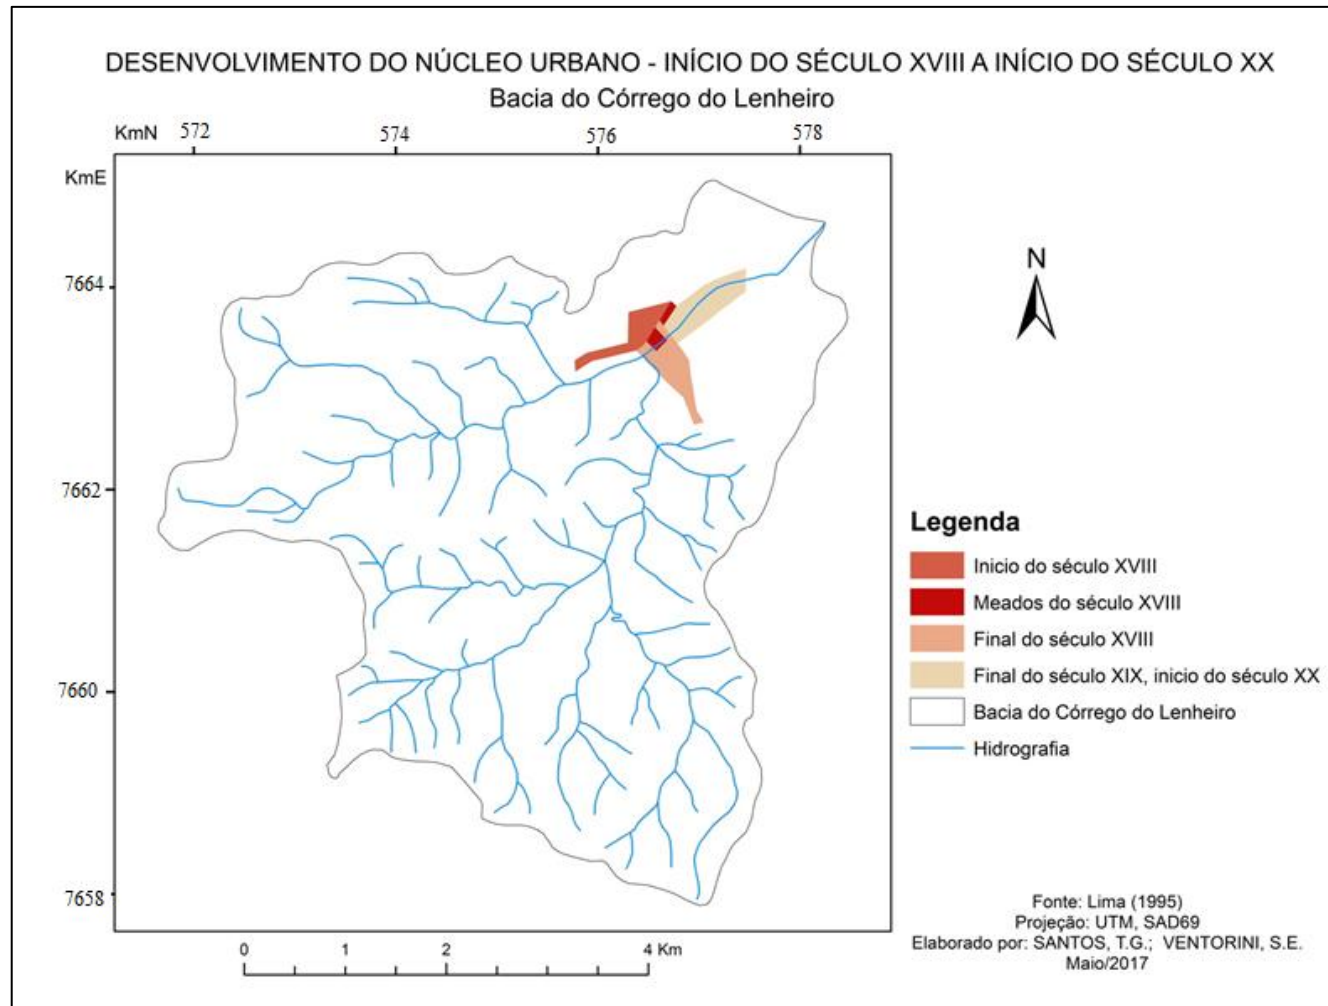 DESENVOLVIMENTO DO NÚCLEO URBANO - INÍCIO DO SÉCULO XVIII A INÍCIO DO SÉCULO XX
Bacia do Córrego do Lenheiro
KmN 572 574 576 578
KmE
7664
7662
7660
7658
N
Legenda
Inicio do século XVIII
Meados do século XVIII
Final do século XVIII
Final do século XIX, inicio do século XX
Bacia do Córrego do Lenheiro
Hidrografia
0 1 2 4 Km
Fonte: Lima (1995)
Projeção: UTM, SAD69
Elaborado por: SANTOS, T.G.; VENTORINI, S.E.
Maio/2017